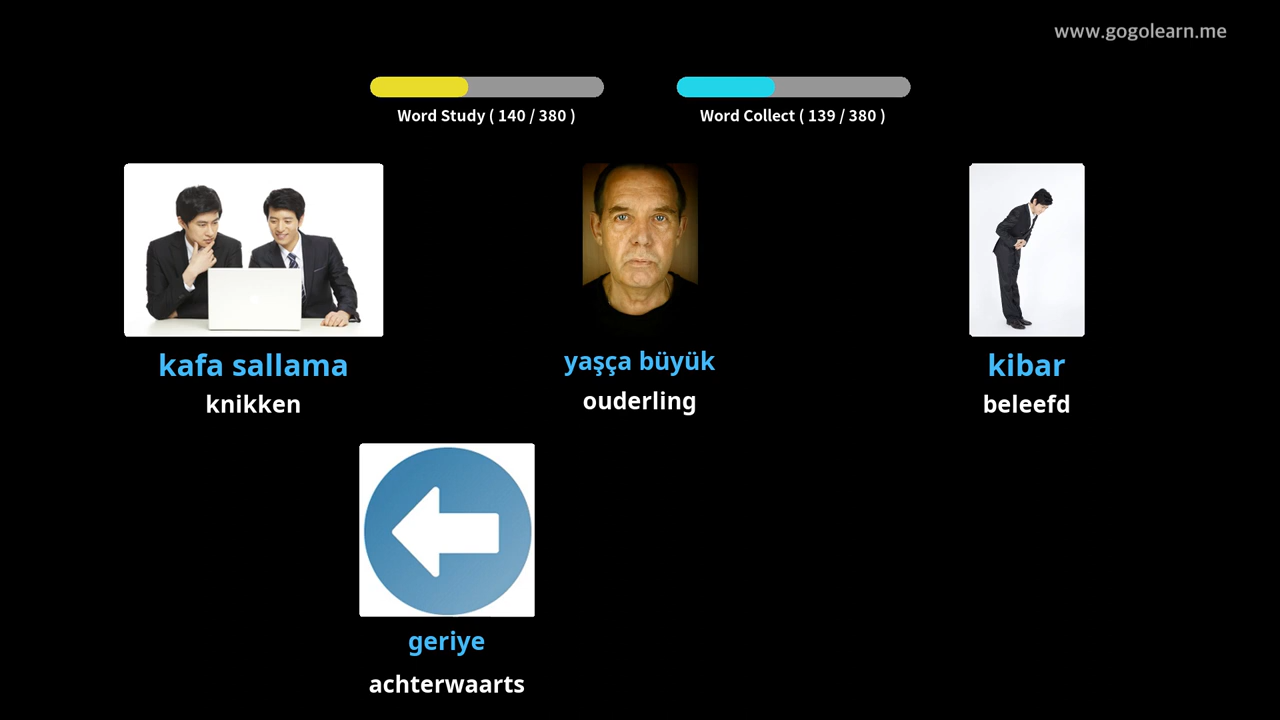 www.gogolearn.me
Word Study ( 140 / 380 )
Word Collect ( 139 / 380 )
kafa sallama
knikken
yaşça büyük
ouderling
kibar
beleefd
geriye
achterwaarts